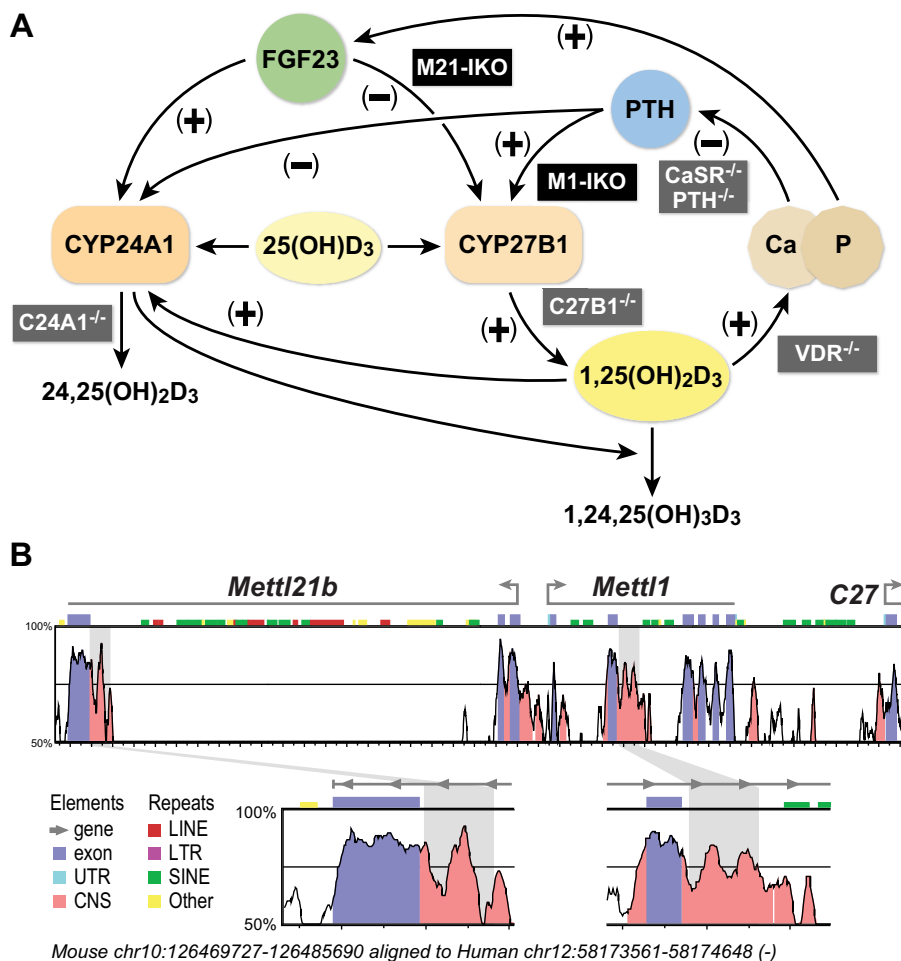 A
FGF23
(+)
M21-IKO
(−)
(+)
PTH
(−)
(+)
(−)
M1-IKO
CaSR-/-
PTH-/-
CYP24A1
25(OH)D3
CYP27B1
Ca
P
C24A1-/-
(+)
(+)
C27B1-/-
(+)
VDR-/-
24,25(OH)2D3
1,25(OH)2D3
1,24,25(OH)3D3
B
Mettl21b
Mettl1
C27
100%
50%
Elements
gene
exon
UTR
CNS
Repeats
LINE
LTR
SINE
Other
100%
50%
Mouse chr10:126469727-126485690 aligned to Human chr12:58173561-58174648 (-)